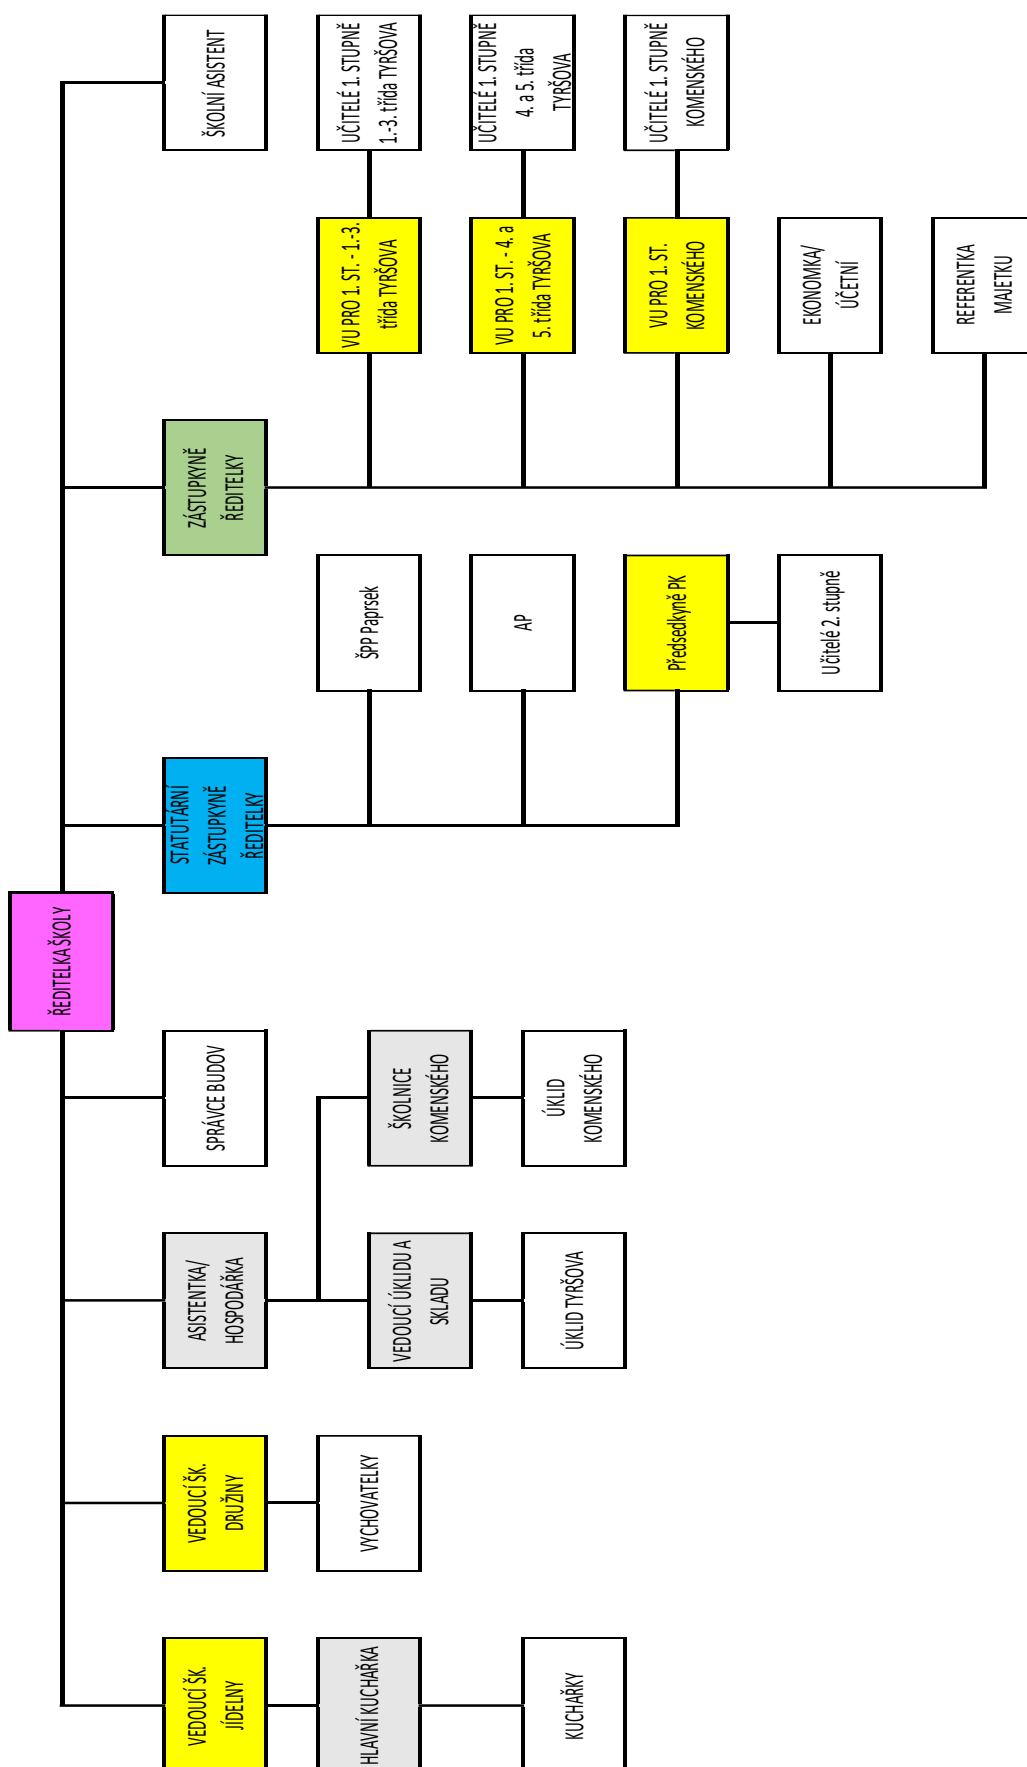 ŘEDITELKA ŠKOLY
VEDOUCÍ ŠK.
JÍDELNY
VEDOUCÍ ŠK.
DRUŽINY
ASISTENTKA/
HOSPODÁŘKA
SPRÁVCE BUDOV
STATUTÁRNÍ
ZÁSTUPKYNĚ
ŘEDITELKY
ZÁSTUPKYNĚ
ŘEDITELKY
ŠKOLNÍ ASISTENT
HLAVNÍ KUCHAŘKA
VYCHOVATELKY
VEDOUCÍ ÚKLIDU A
SKLADU
ŠKOLNICE
KOMENSKÉHO
KUCHAŘKY
ÚKLID TYRŠOVA
ÚKLID
KOMENSKÉHO
ŠPP Paprsek
AP
Předsedkyně PK
Učitelé 2. stupně
VU PRO 1. ST. - 1.-3.
třída TYRŠOVA
UČITELÉ 1. STUPNĚ
1.-3. třída TYRŠOVA
VU PRO 1. ST. - 4. a
5. třída TYRŠOVA
UČITELÉ 1. STUPNĚ
4. a 5. třída
TYRŠOVA
VU PRO 1. ST.
KOMENSKÉHO
UČITELÉ 1. STUPNĚ
KOMENSKÉHO
EKONOMKA/
ÚČETNÍ
REFERENTKA
MAJETKU